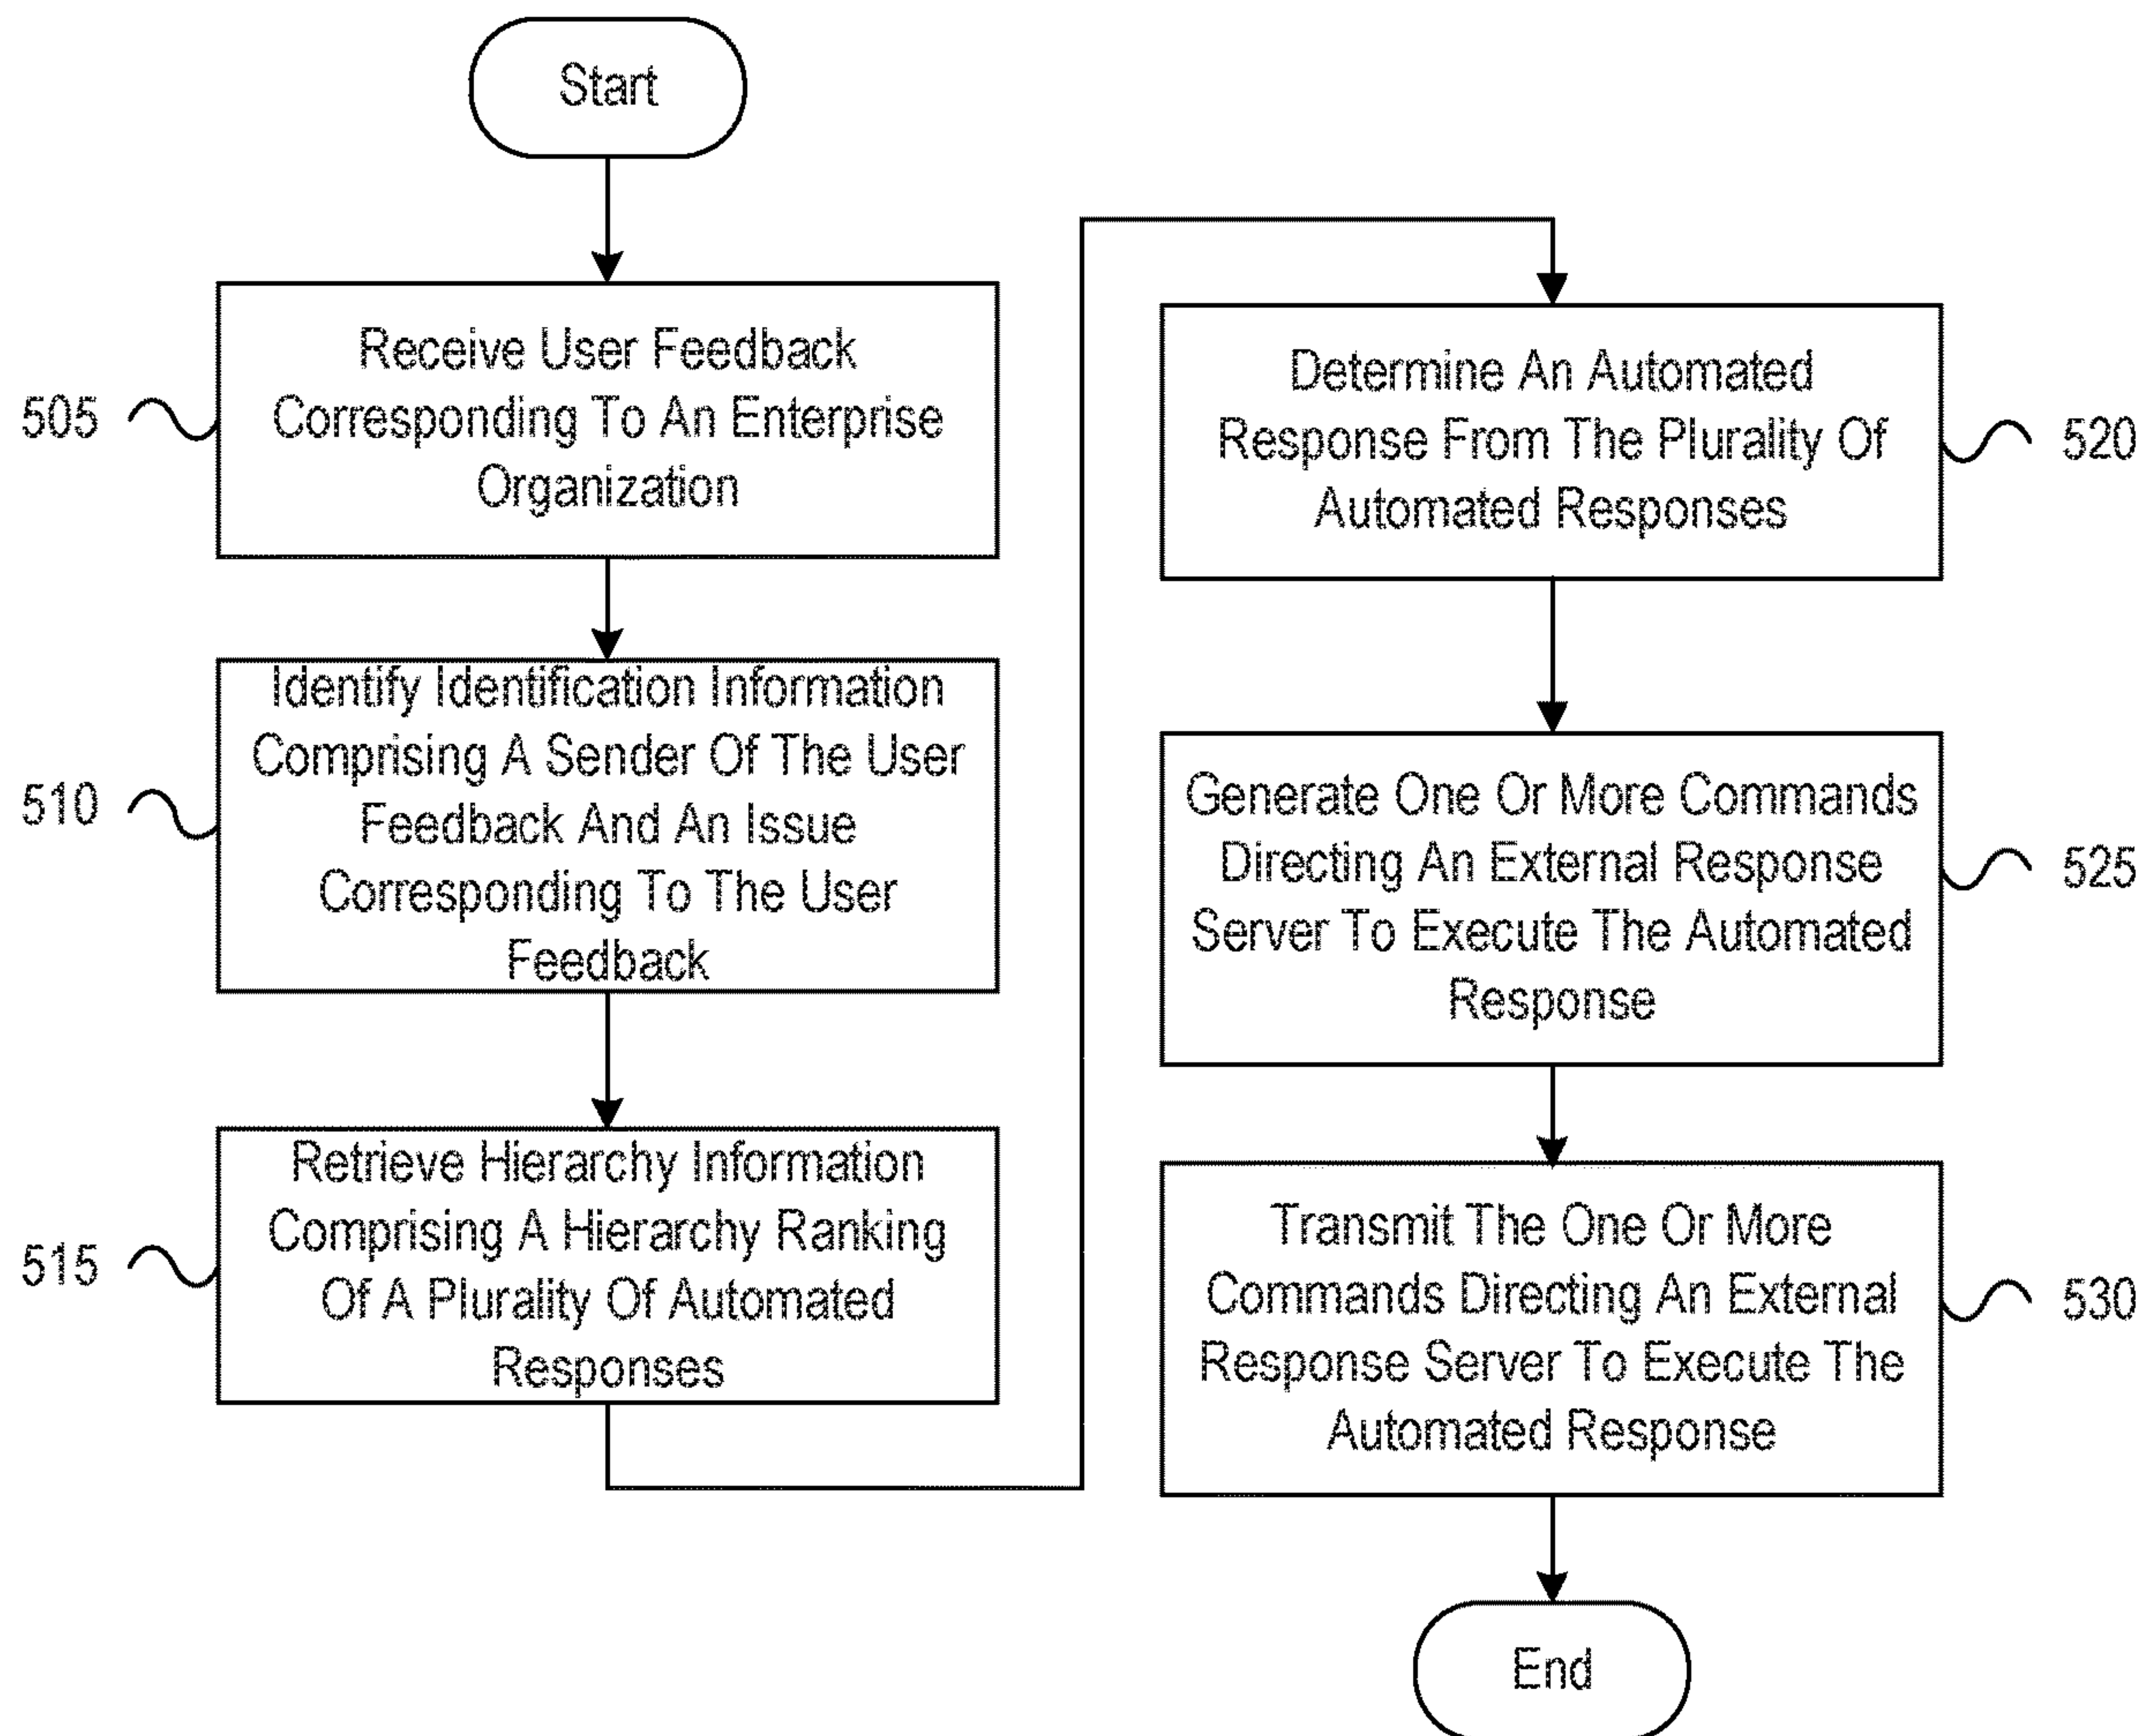 Start
505
Receive User Feedback
Corresponding To An Enterprise
Organization
510
Identify Identification Information
Comprising A Sender Of The User
Feedback And An Issue
Corresponding To The User
Feedback
515
Retrieve Hierarchy Information
Comprising A Hierarchy Ranking
Of A Plurality Of Automated
Responses
Determine An Automated
Response From The Plurality Of
Automated Responses
520
Generate One Or More Commands
Directing An External Response
Server To Execute The Automated
Response
525
Transmit The One Or More
Commands Directing An External
Response Server To Execute The
Automated Response
530
End